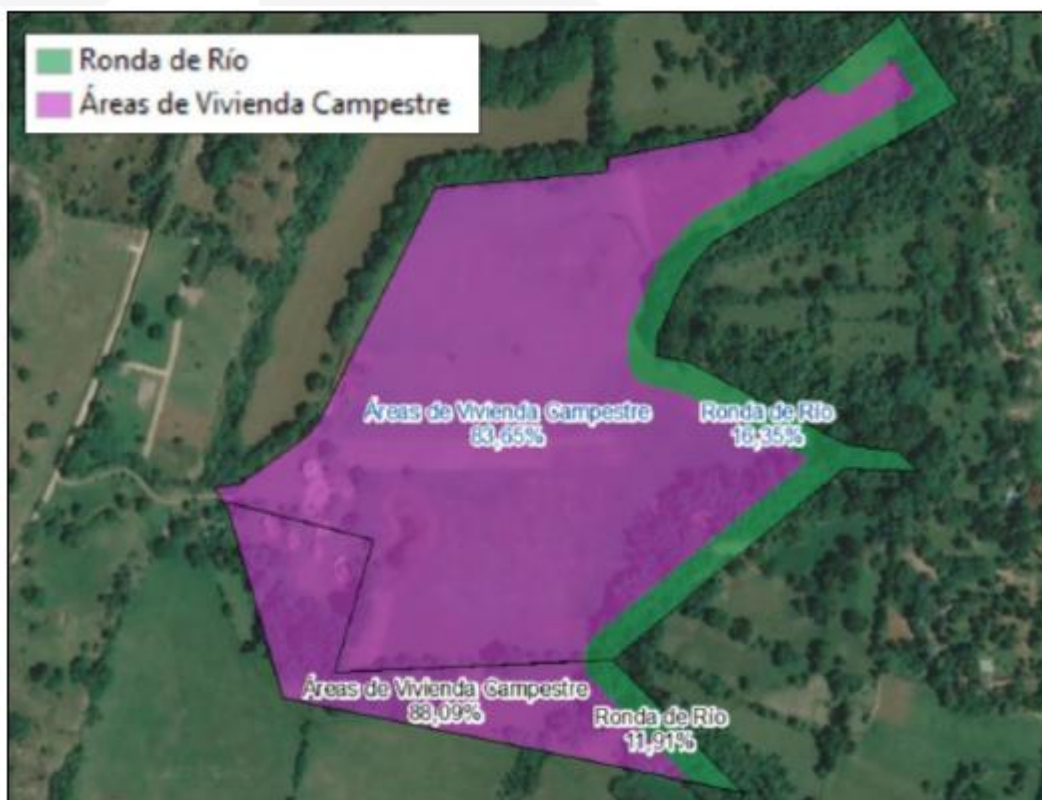 Ronda de Río
Áreas de Vivienda Campestre
Áreas de Vivienda Campestre
83,65%
Ronda de Río
16,35%
Áreas de Vivienda Campestre
88,09%
Ronda de Río
11,91%